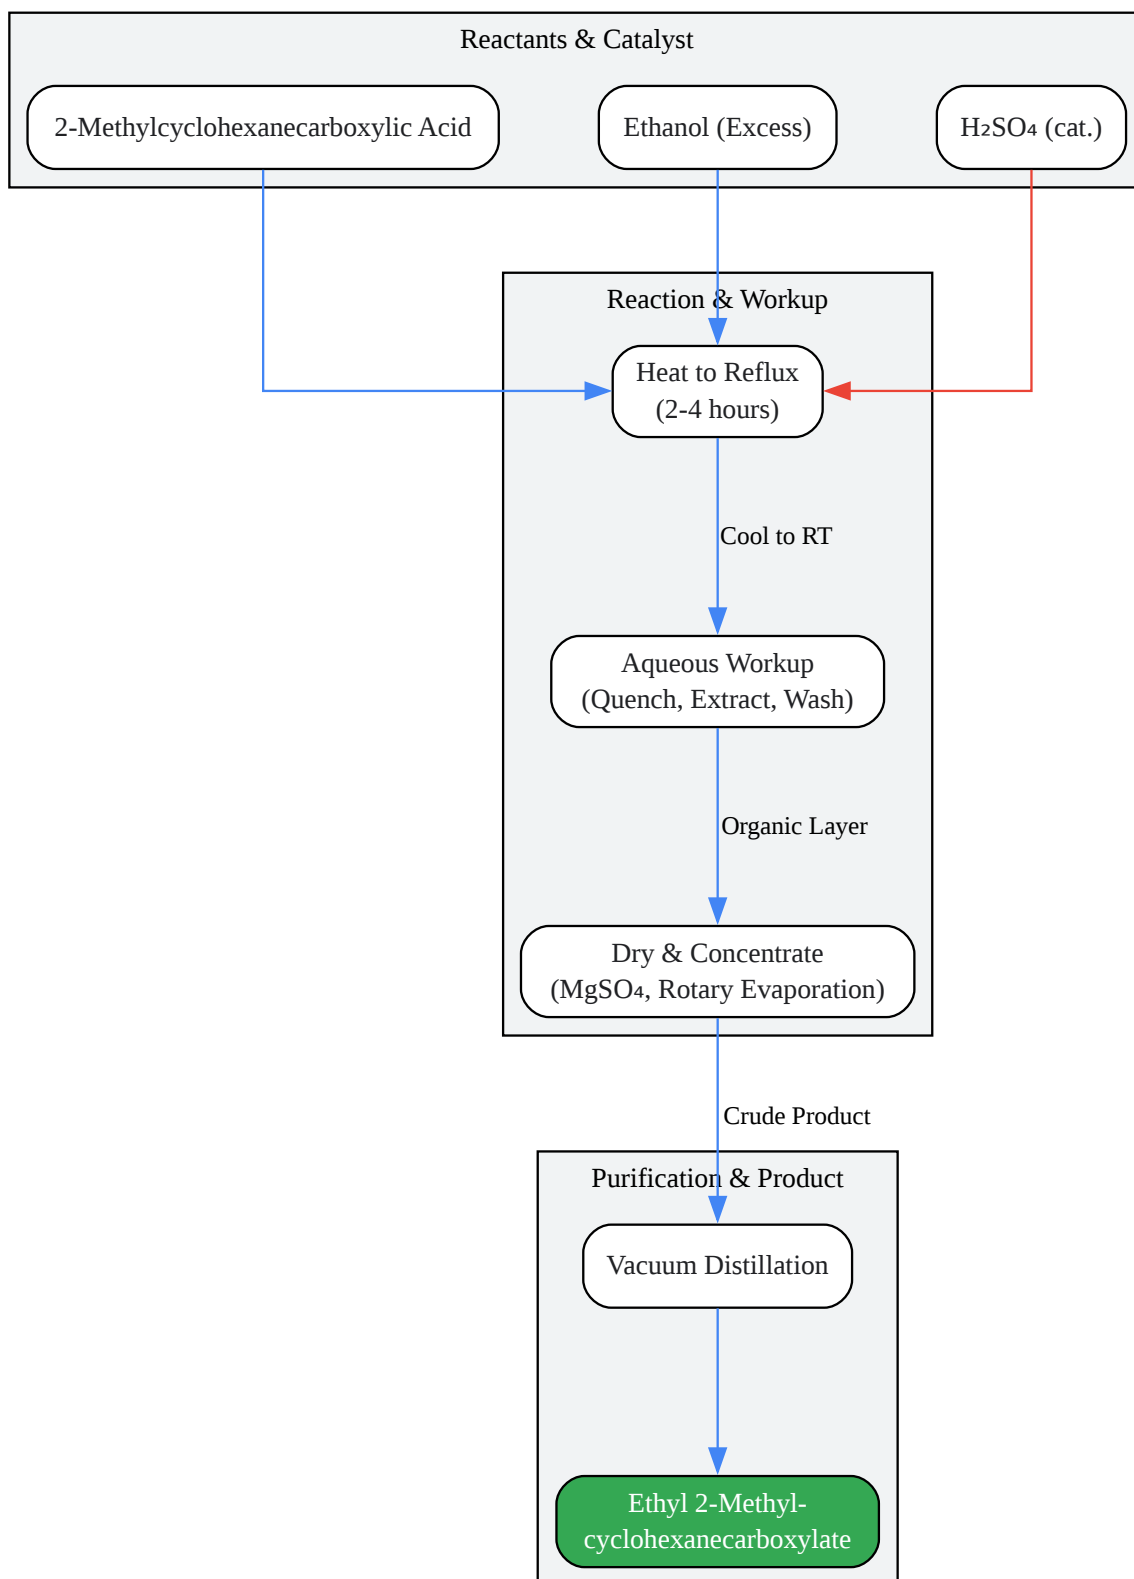 Reactants & Catalyst
2-Methylcyclohexanecarboxylic Acid
Ethanol (Excess)
H₂SO₄ (cat.)
Reaction & Workup
Heat to Reflux
(2-4 hours)
Cool to RT
Aqueous Workup
(Quench, Extract, Wash)
Organic Layer
Dry & Concentrate
(MgSO₄, Rotary Evaporation)
Crude Product
Purification & Product
Vacuum Distillation
Ethyl 2-Methyl-
cyclohexanecarboxylate